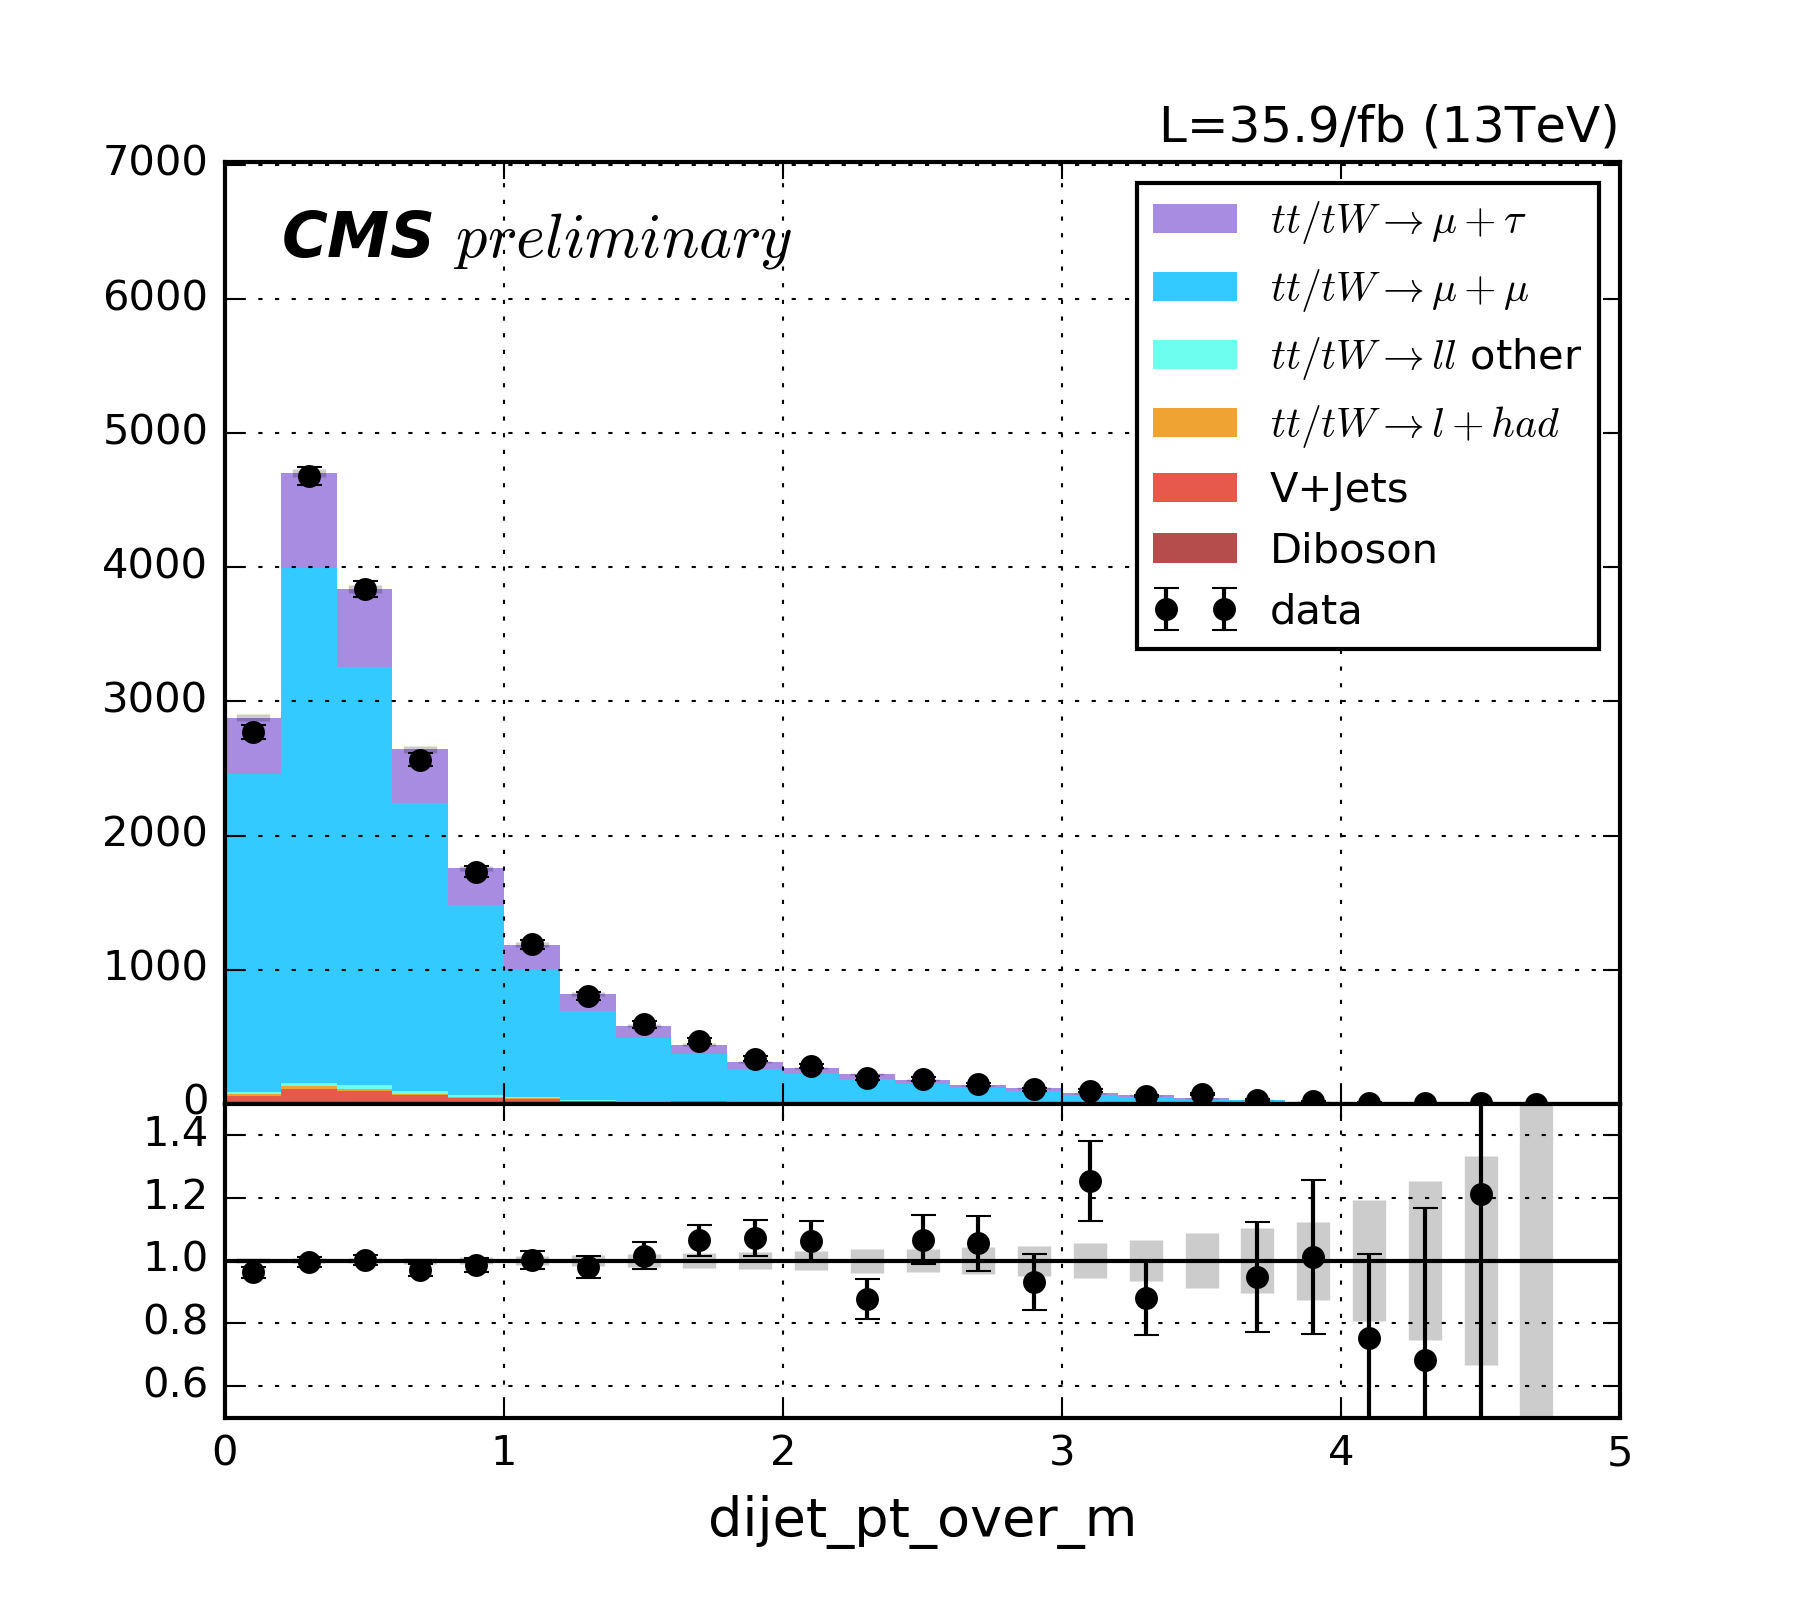 L=35.9/fb (13TeV)
CMS preliminary
7000
6000
5000
4000
3000
2000
1000
0
tt/tW → μ + τ
tt/tW → μ + μ
tt/tW → ll other
tt/tW → l + had
V+Jets
Diboson
data
1.4
1.2
1.0
0.8
0.6
0 1 2 3 4 5
dijet_pt_over_m